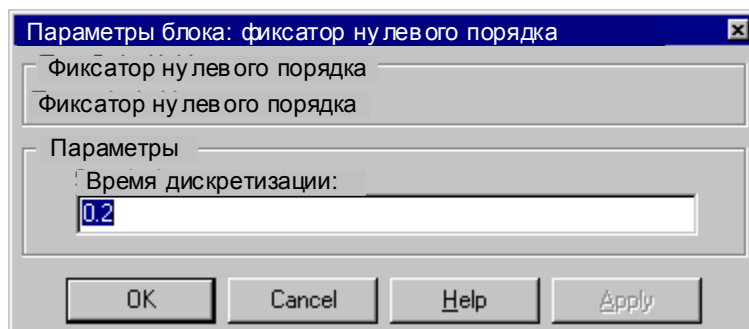 Параметры блока: фиксатор нулевого порядка
Фиксатор нулевого порядка
Фиксатор нулевого порядка
Параметры
Время дискретизации:
0.2
OK Cancel Help Apply